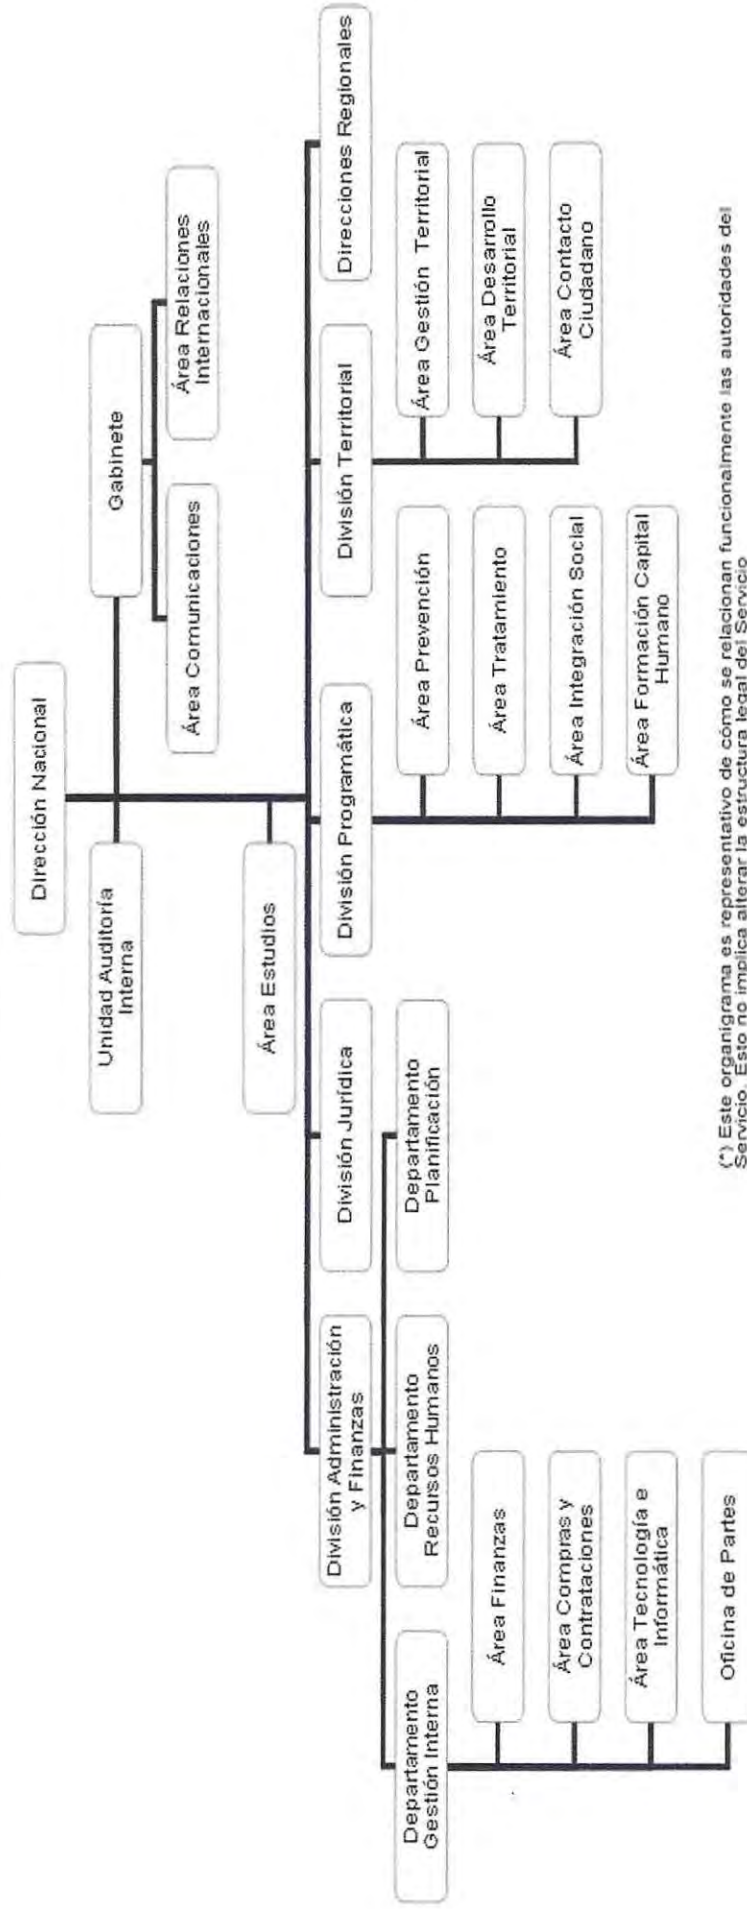 Dirección Nacional
Unidad Auditoría
Interna
Gabinete
Área Comunicaciones
Área Relaciones
Internacionales
Área Estudios
División Administración
y Finanzas
División Jurídica
División Programática
División Territorial
Direcciones Regionales
Departamento
Gestión Interna
Departamento
Recursos Humanos
Departamento
Planificación
Área Finanzas
Área Compras y
Contrataciones
Área Tecnología e
Informática
Oficina de Partes
Área Prevención
Área Tratamiento
Área Integración Social
Área Formación Capital
Humano
Área Gestión Territorial
Área Desarrollo
Territorial
Área Contacto
Ciudadano
(*) Este organigrama es representativo de cómo se relacionan funcionalmente las autoridades del
Servicio. Esto no implica alterar la estructura legal del Servicio